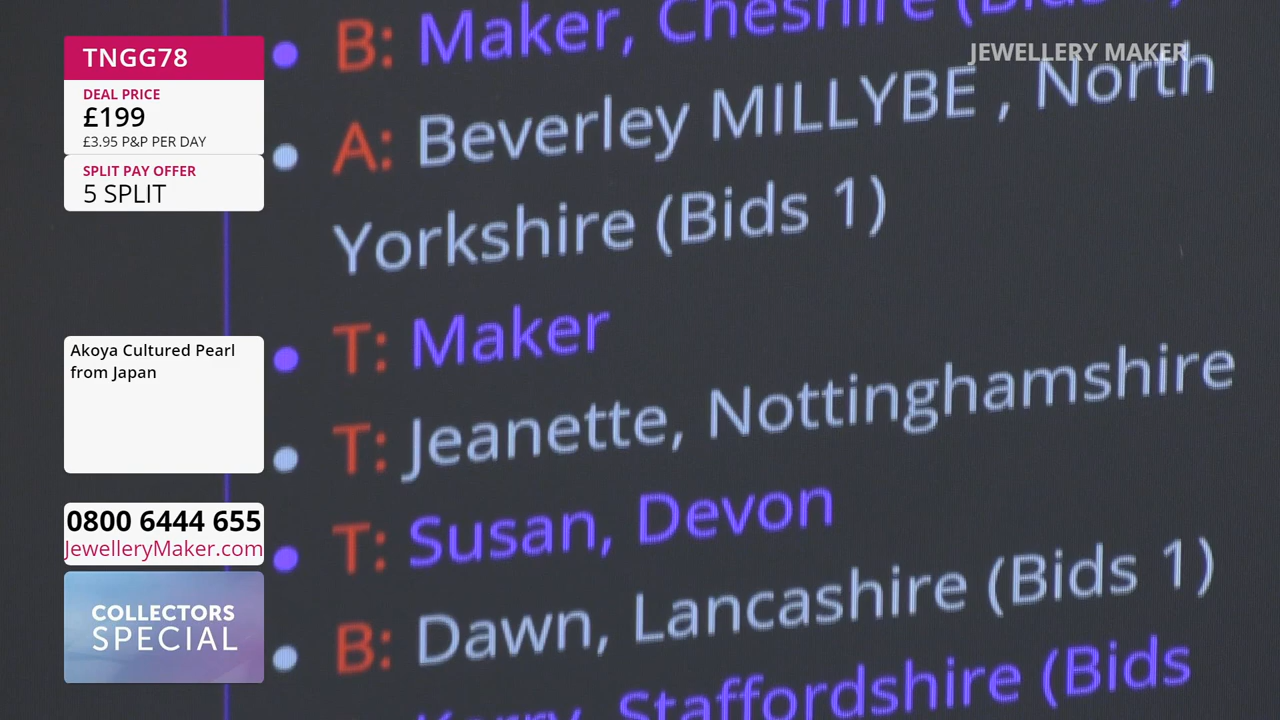 TNGG78
DEAL PRICE
£199
£3.95 P&P PER DAY
SPLIT PAY OFFER
5 SPLIT
Akoya Cultured Pearl
from Japan
0800 6444 655
JewelleryMaker.com
COLLECTORS
SPECIAL
JEWELLERY MAKER
B: Maker, Cheshire (Bids
A: Beverley MILLYBE , North
Yorkshire (Bids 1)
T: Maker
T: Jeanette, Nottinghamshire
T: Susan, Devon
B: Dawn, Lancashire (Bids 1)
Kerry, Staffordshire (Bids